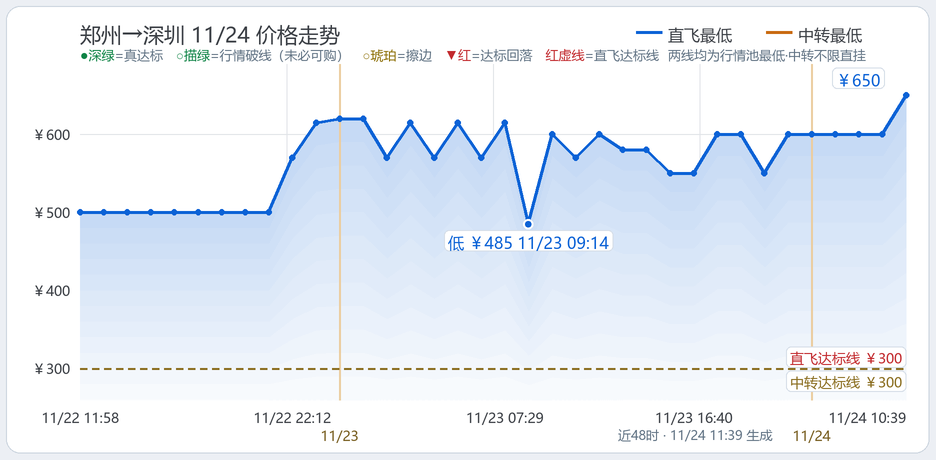 郑州→深圳 11/24 价格走势
直飞最低 中转最低
●深绿=真达标 ○描绿=行情破线（未必可购） ○琥珀=擦边 ▼红=达标回落 红虚线=直飞达标线 两线均为行情池最低·中转不限直挂
¥650
¥600
¥500
低 ¥485 11/23 09:14
¥400
直飞达标线 ¥300
¥300
中转达标线 ¥300
11/22 11:58 11/22 22:12 11/23 07:29 11/23 16:40 11/24 10:39
11/23 近48时 · 11/24 11:39 生成 11/24